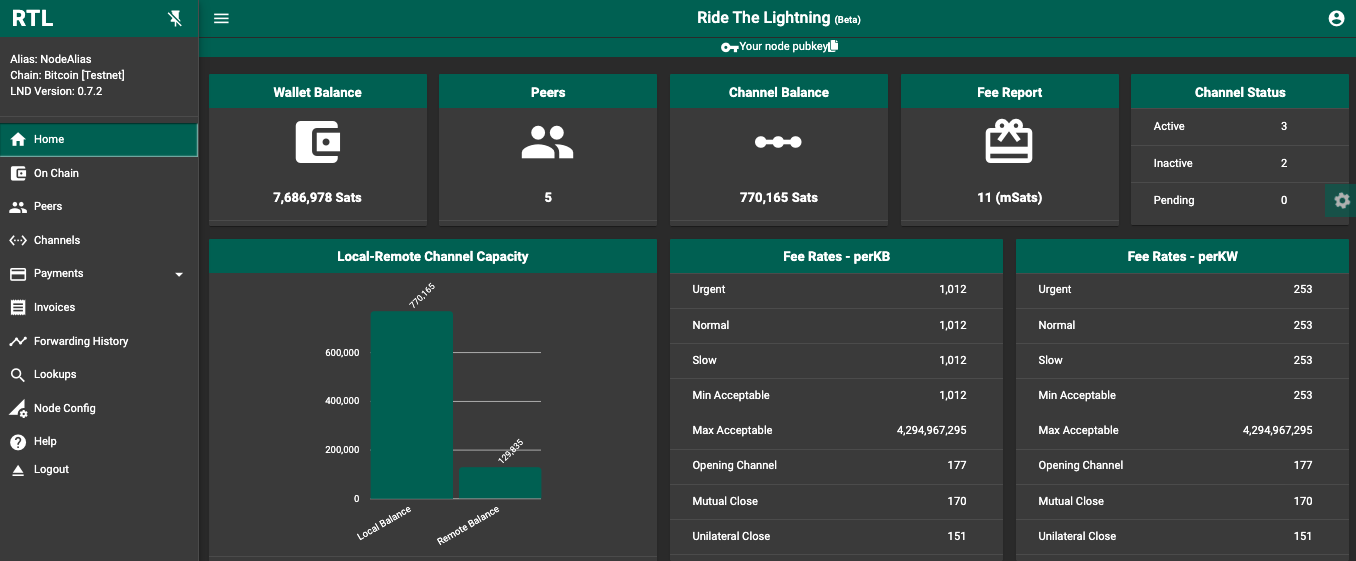 RTL
Ride The Lightning (Beta)
Your node pubkey
Alias: NodeAlias
Chain: Bitcoin [Testnet]
LND Version: 0.7.2
Home
On Chain
Peers
Channels
Payments
Invoices
Forwarding History
Lookups
Node Config
Help
Logout
Wallet Balance
7,686,978 Sats
Peers
5
Channel Balance
770,165 Sats
Fee Report
11 (mSats)
Channel Status
Active 3
Inactive 2
Pending 0
Local-Remote Channel Capacity
770,165
600,000
400,000
129,835
200,000
0
Local Balance
Remote Balance
Fee Rates - perKB
Urgent 1,012
Normal 1,012
Slow 1,012
Min Acceptable 1,012
Max Acceptable 4,294,967,295
Opening Channel 177
Mutual Close 170
Unilateral Close 151
Fee Rates - perKW
Urgent 253
Normal 253
Slow 253
Min Acceptable 253
Max Acceptable 4,294,967,295
Opening Channel 177
Mutual Close 170
Unilateral Close 151